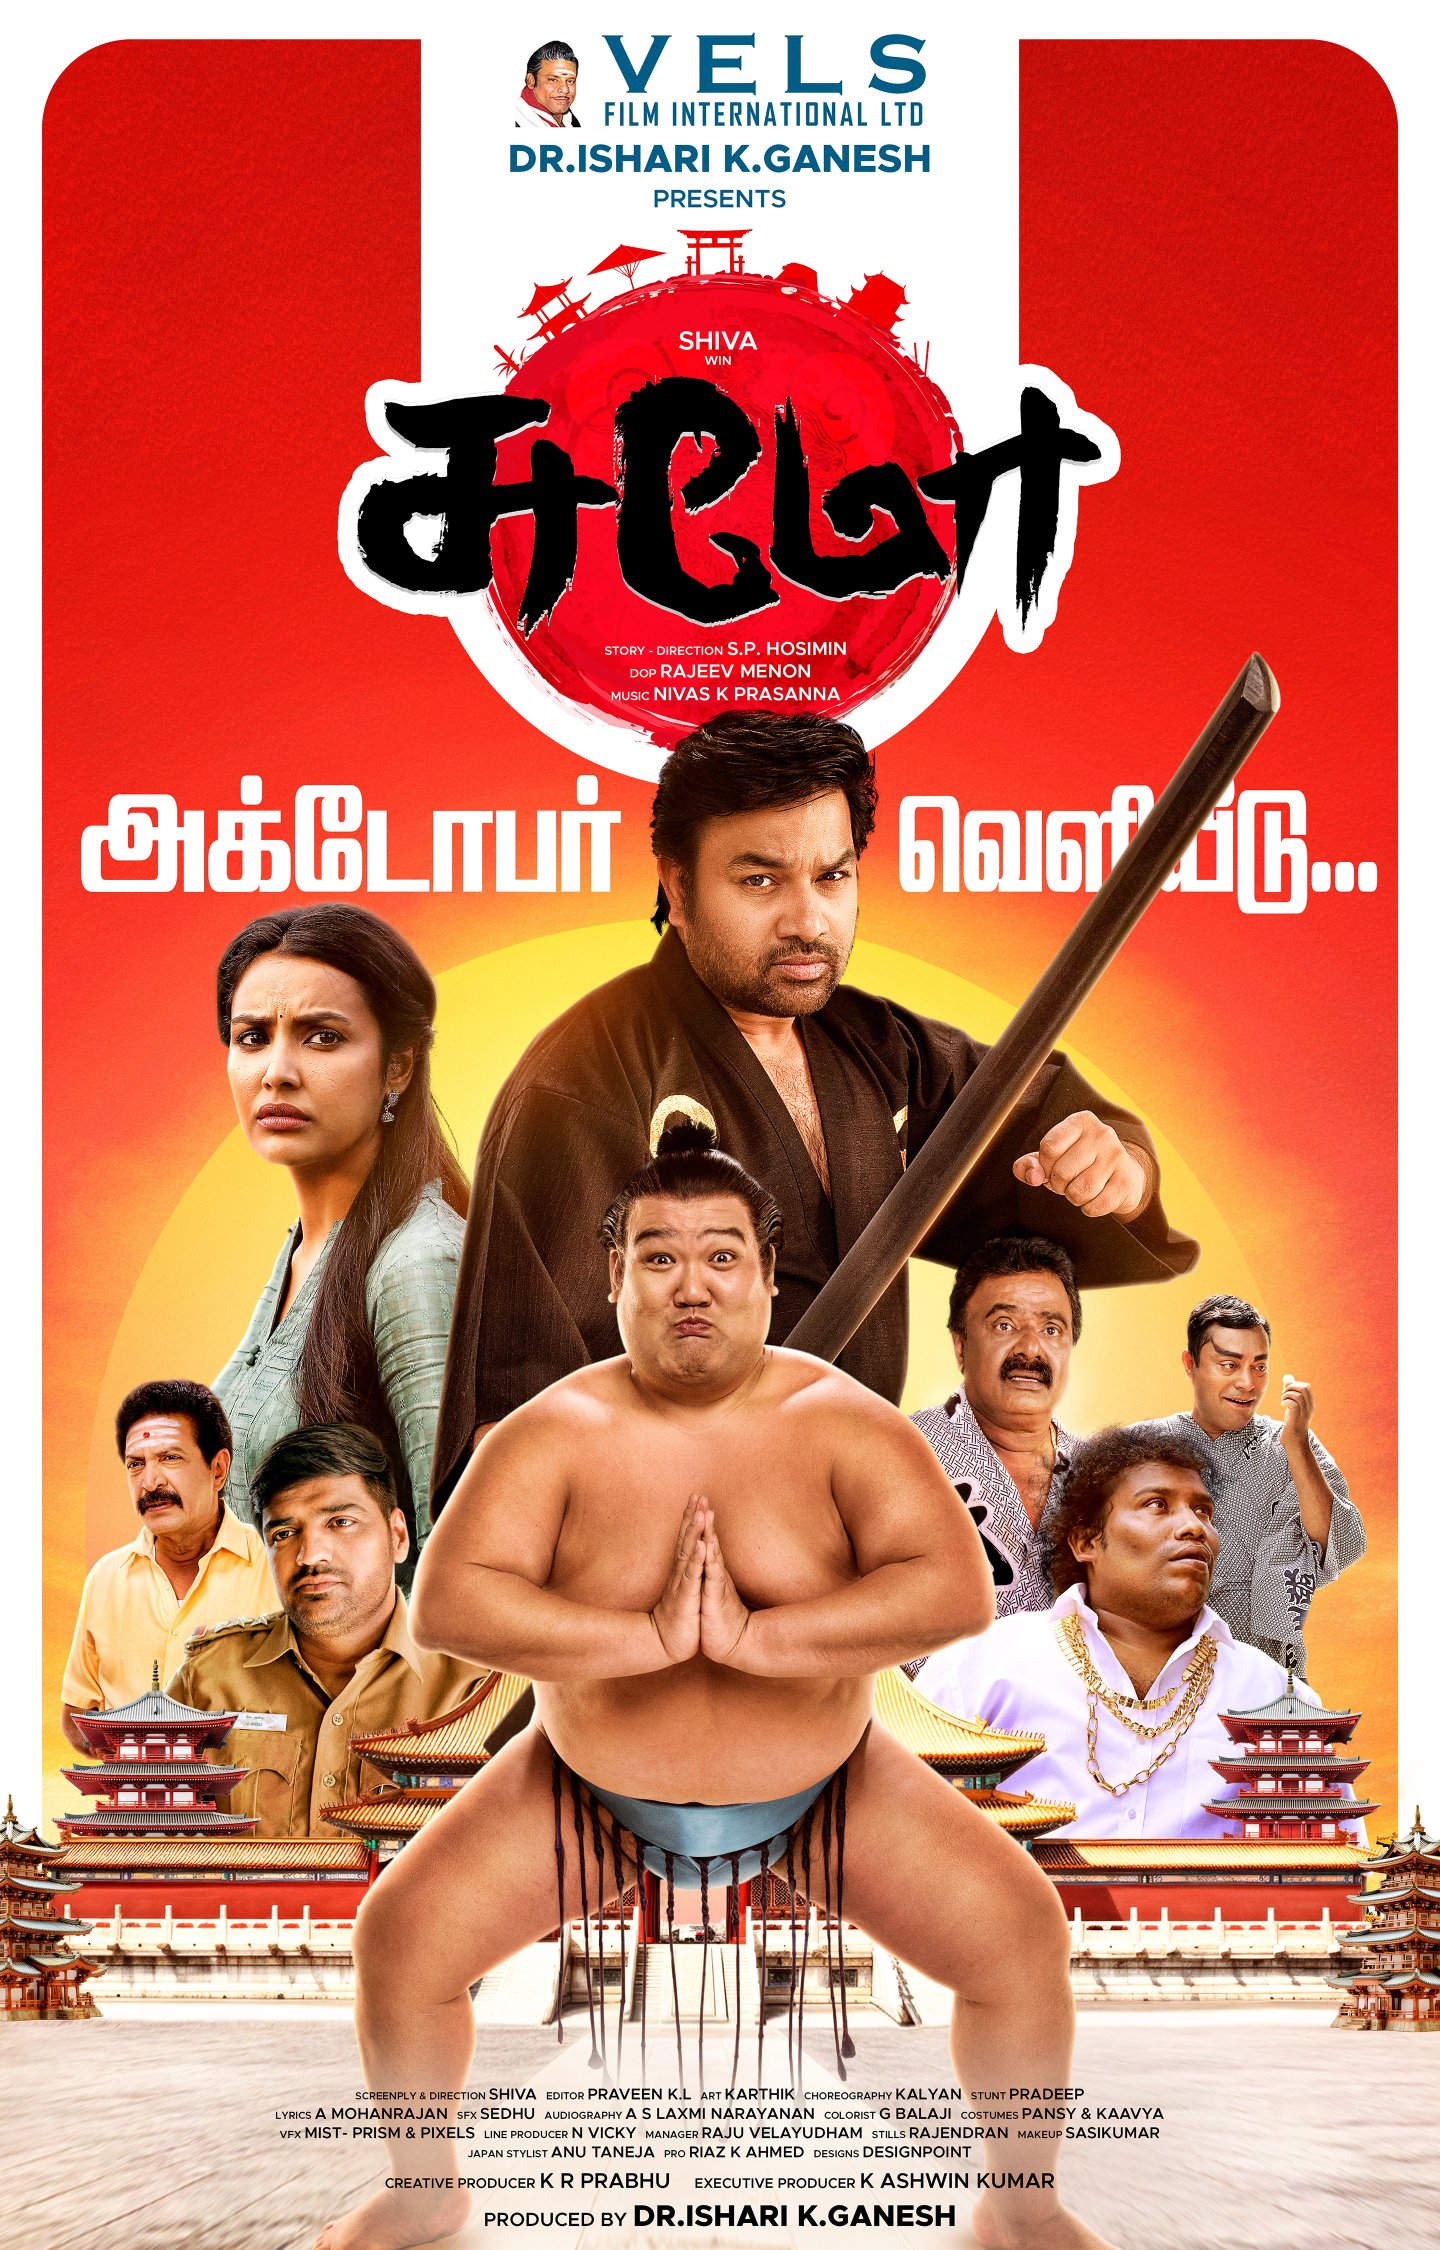 VELS
FILM INTERNATIONAL LTD
DR.ISHARI K.GANESH
PRESENTS
SHIVA
WIN
சுமோ
STORY - DIRECTION S.P. HOSIMIN
DOP RAJEEV MENON
MUSIC NIVAS K PRASANNA
அக்டோபர் வெளியீடு...
SCREENPLY & DIRECTION SHIVA EDITOR PRAVEEN K.L ART KARTHIK CHOREOGRAPHY KALYAN STUNT PRADEEP
LYRICS A MOHANRAJAN SFX SEDHU AUDIOGRAPHY A S LAXMI NARAYANAN COLORIST G BALAJI COSTUMES PANSY & KAAVYA
VFX MIST- PRISM & PIXELS LINE PRODUCER N VICKY MANAGER RAJU VELAYUDHAM STILLS RAJENDRAN MAKEUP SASIKUMAR
JAPAN STYLIST ANU TANEJA PRO RIAZ K AHMED DESIGNS DESIGNPOINT
CREATIVE PRODUCER K R PRABHU EXECUTIVE PRODUCER K ASHWIN KUMAR
PRODUCED BY DR.ISHARI K.GANESH